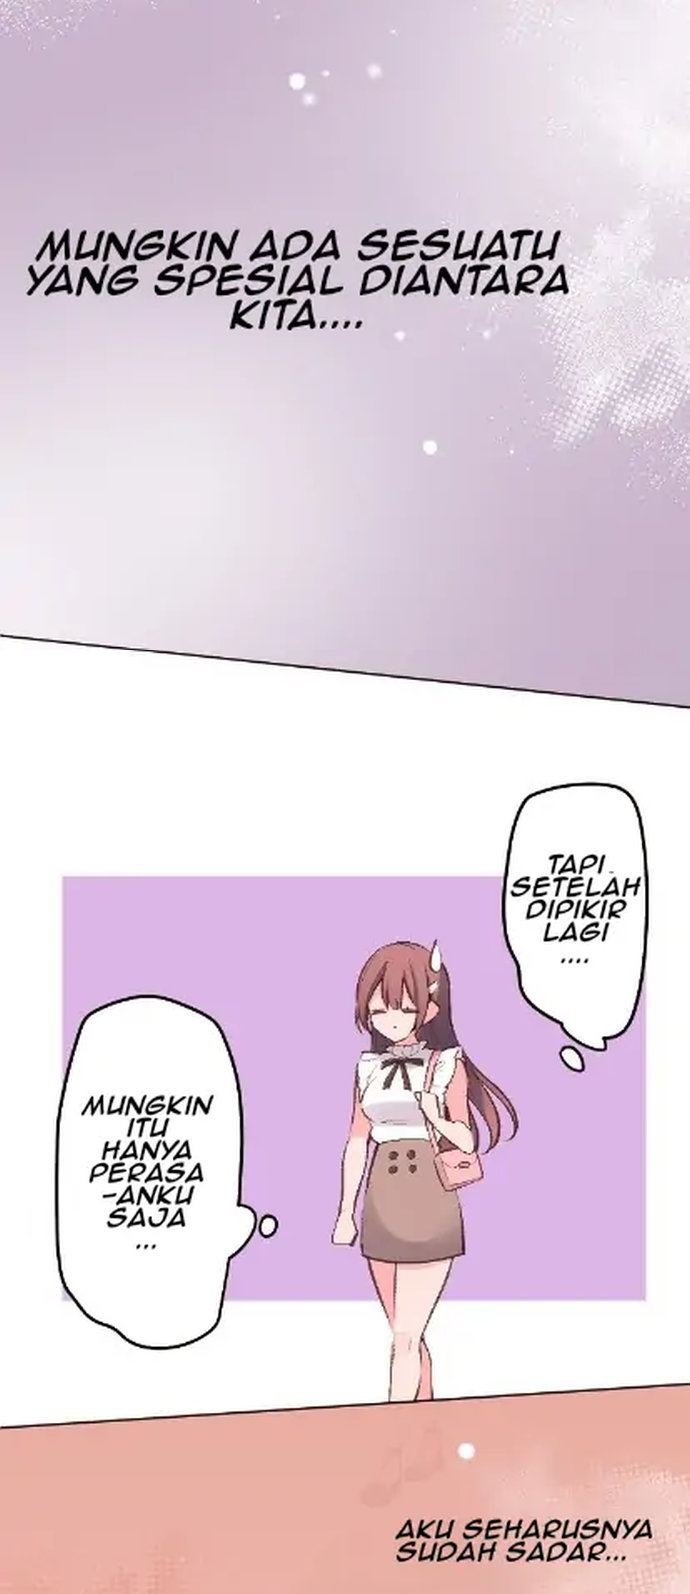 MUNGKIN ADA SESUATU
YANG SPESIAL DIANTARA
KITA....
TAPI
SETELAH
DIPIKIR
LAGI
....
MUNGKIN
ITU
HANYA
PERASA
-ANKU
SAJA
...
AKU SEHARUSNYA
SUDAH SADAR...